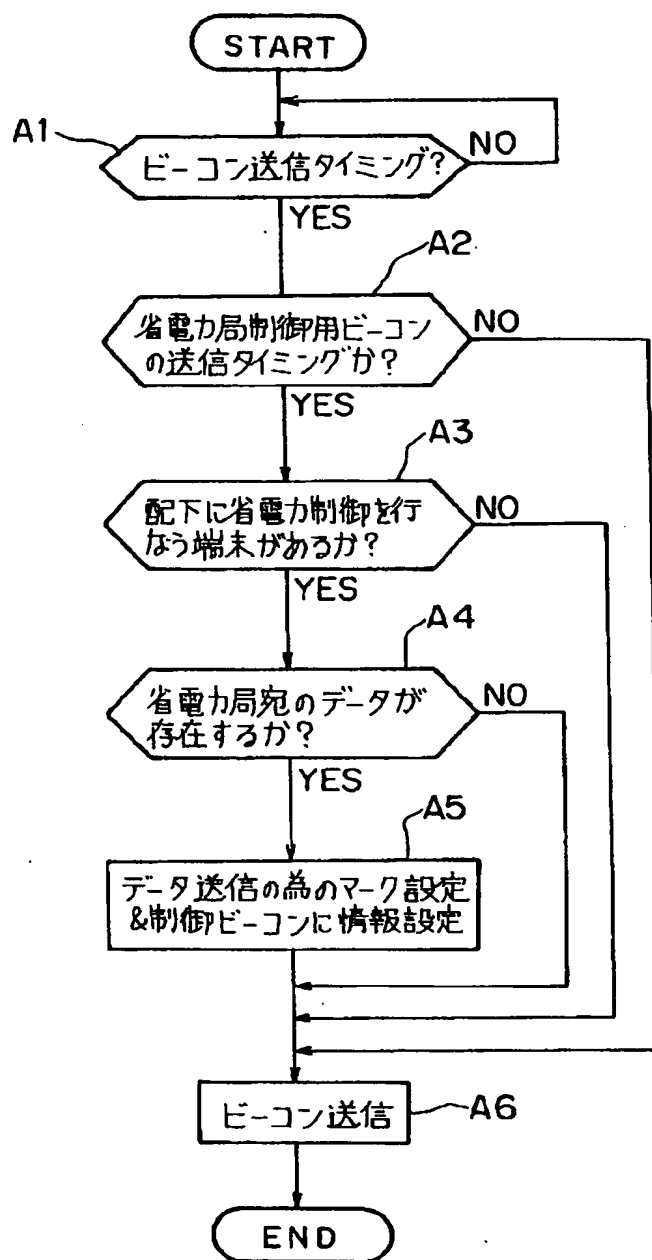 START
A1
ビーコン送信タイミング?
NO
YES
A2
省電力局制御用ビーコン
の送信タイミングか?
NO
YES
A3
配下に省電力制御を行
なう端末があるか?
NO
YES
A4
省電力局宛のデータが
存在するか?
NO
YES
A5
データ送信の為のマーク設定
&制御ビーコンに情報設定
ビーコン送信
A6
END